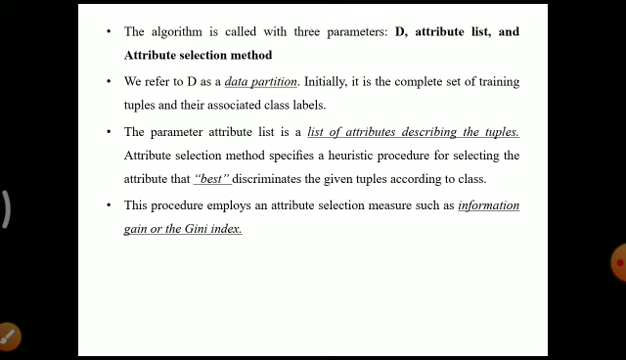 • The algorithm is called with three parameters: D, attribute list, and
Attribute selection method
• We refer to D as a data partition. Initially, it is the complete set of training
tuples and their associated class labels.
• The parameter attribute list is a list of attributes describing the tuples.
Attribute selection method specifies a heuristic procedure for selecting the
attribute that “best” discriminates the given tuples according to class.
• This procedure employs an attribute selection measure such as information
gain or the Gini index.